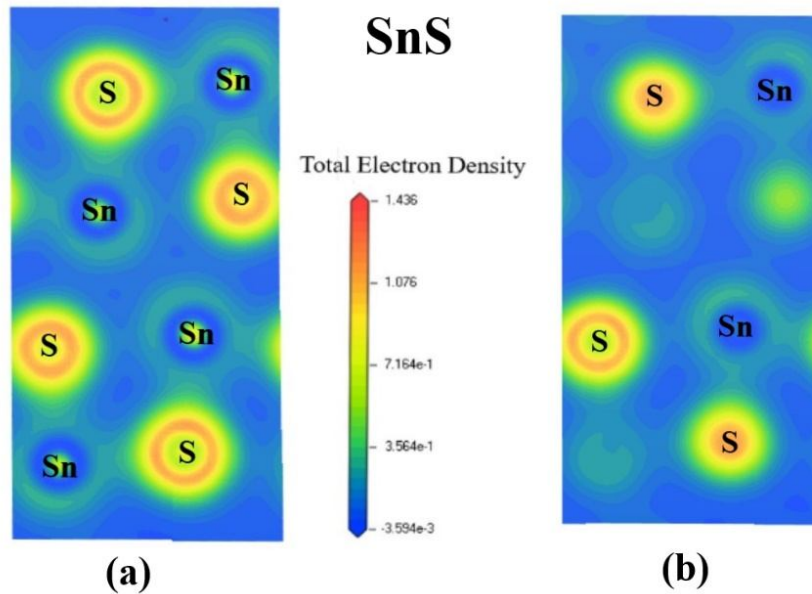 SnS
S
Sn
Sn
S
S
Sn
Sn
S
(a)
Total Electron Density
1.436
1.076
7.164e-1
3.564e-1
-3.594e-3
S
Sn
S
Sn
S
(b)